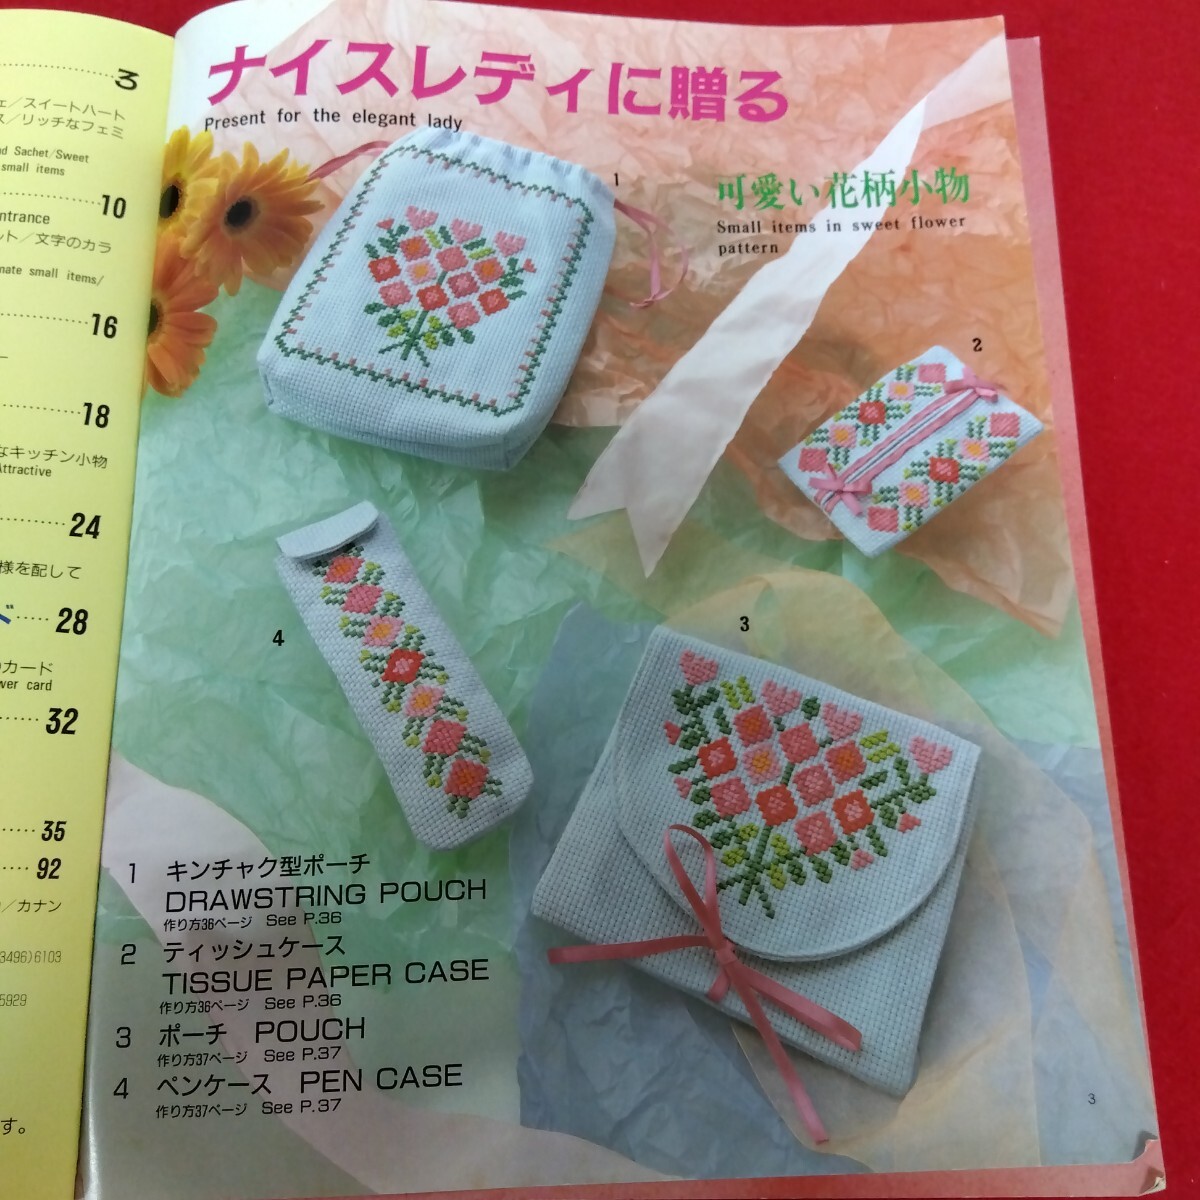 3
スイートハート
リッチなフェミ
Sachet/Sweet
small items
10
ntrance
ット/文字のカラ
mate small items/
16
18
なキッチン小物
Attractive
24
様を配して
28
カード
wer card
32
35
92
/カナン
3496)6103
5929
す。
ナイスレディに贈る
Present for the elegant lady
1
可愛い花柄小物
Small items in sweet flower
pattern
2
4
3
1 キンチャク型ポーチ
DRAWSTRING POUCH
作り方36ページ See P.36
2 ティッシュケース
TISSUE PAPER CASE
作り方36ページ See P.36
3 ポーチ POUCH
作り方37ページ See P.37
4 ペンケース PEN CASE
作り方37ページ See P.37
3